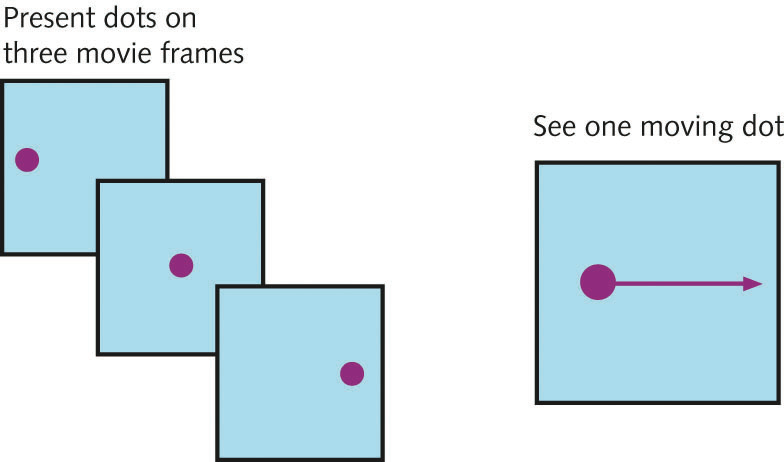 Present dots on
three movie frames
See one moving dot